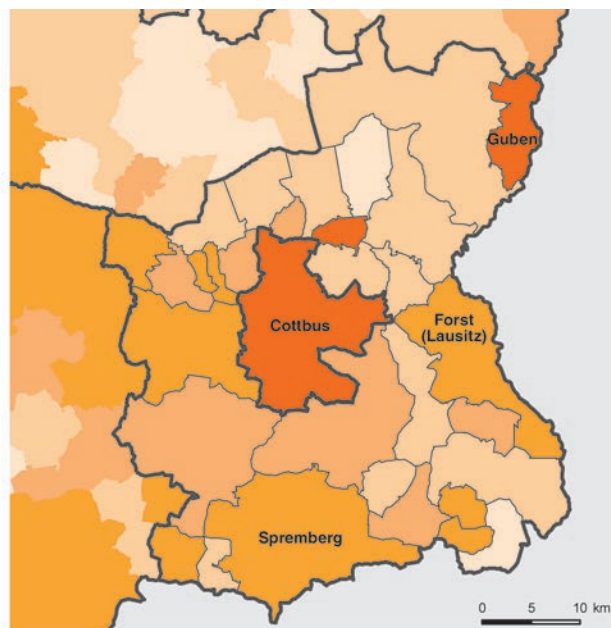 Guben
Cottbus
Forst
(Lausitz)
Spremberg
0 5 10 km